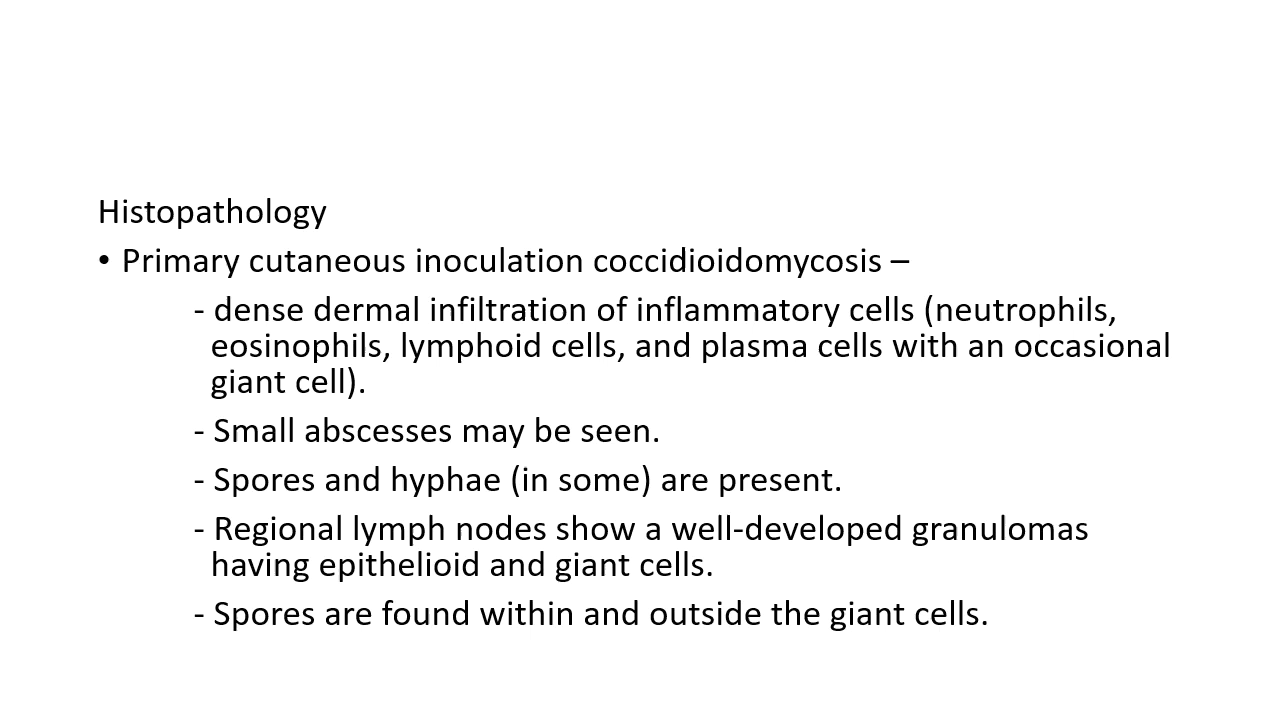 Histopathology
• Primary cutaneous inoculation coccidioidomycosis –
- dense dermal infiltration of inflammatory cells (neutrophils,
eosinophils, lymphoid cells, and plasma cells with an occasional
giant cell).
- Small abscesses may be seen.
- Spores and hyphae (in some) are present.
- Regional lymph nodes show a well-developed granulomas
having epithelioid and giant cells.
- Spores are found within and outside the giant cells.